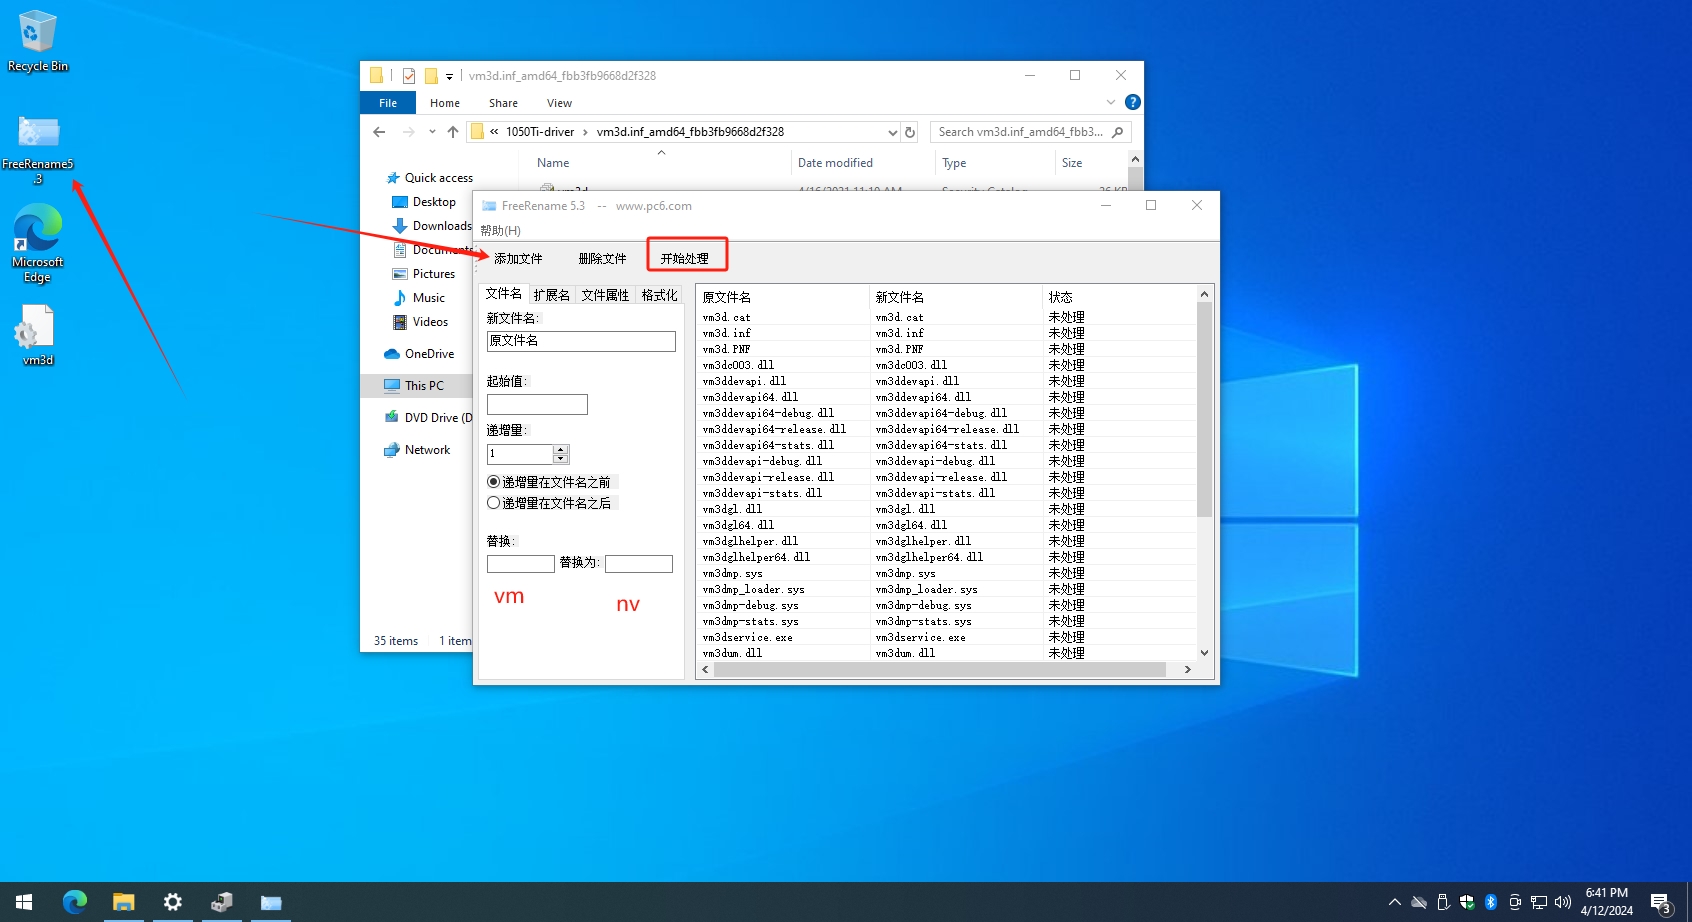 Recycle Bin
FreeRename5
.3
Microsoft
Edge
vm3d
vm3d.inf_amd64_fbb3fb9668d2f328
File Home Share View
« 1050Ti-driver › vm3d.inf_amd64_fbb3fb9668d2f328
Search vm3d.inf_amd64_fbb3...
Name Date modified Type Size
Quick access
Desktop
Downloads
Documents
Pictures
Music
Videos
OneDrive
This PC
DVD Drive (D
Network
35 items 1 item
FreeRename 5.3 -- www.pc6.com
帮助(H)
添加文件 删除文件 开始处理
文件名 扩展名 文件属性 格式化
新文件名:
原文件名
起始值:
递增量:
1
递增量在文件名之前
递增量在文件名之后
替换:
替换为:
vm
nv
原文件名 新文件名 状态
vm3d.cat vm3d.cat 未处理
vm3d.inf vm3d.inf 未处理
vm3d.PNF vm3d.PNF 未处理
vm3dc003.dll vm3dc003.dll 未处理
vm3ddevapi.dll vm3ddevapi.dll 未处理
vm3ddevapi64.dll vm3ddevapi64.dll 未处理
vm3ddevapi64-debug.dll vm3ddevapi64-debug.dll 未处理
vm3ddevapi64-release.dll vm3ddevapi64-release.dll 未处理
vm3ddevapi64-stats.dll vm3ddevapi64-stats.dll 未处理
vm3ddevapi-debug.dll vm3ddevapi-debug.dll 未处理
vm3ddevapi-release.dll vm3ddevapi-release.dll 未处理
vm3ddevapi-stats.dll vm3ddevapi-stats.dll 未处理
vm3dgl.dll vm3dgl.dll 未处理
vm3dgl64.dll vm3dgl64.dll 未处理
vm3dglhelper.dll vm3dglhelper.dll 未处理
vm3dglhelper64.dll vm3dglhelper64.dll 未处理
vm3dmp.sys vm3dmp.sys 未处理
vm3dmp_loader.sys vm3dmp_loader.sys 未处理
vm3dmp-debug.sys vm3dmp-debug.sys 未处理
vm3dmp-stats.sys vm3dmp-stats.sys 未处理
vm3dservice.exe vm3dservice.exe 未处理
vm3dum.dll vm3dum.dll 未处理
6:41 PM
4/12/2024
3